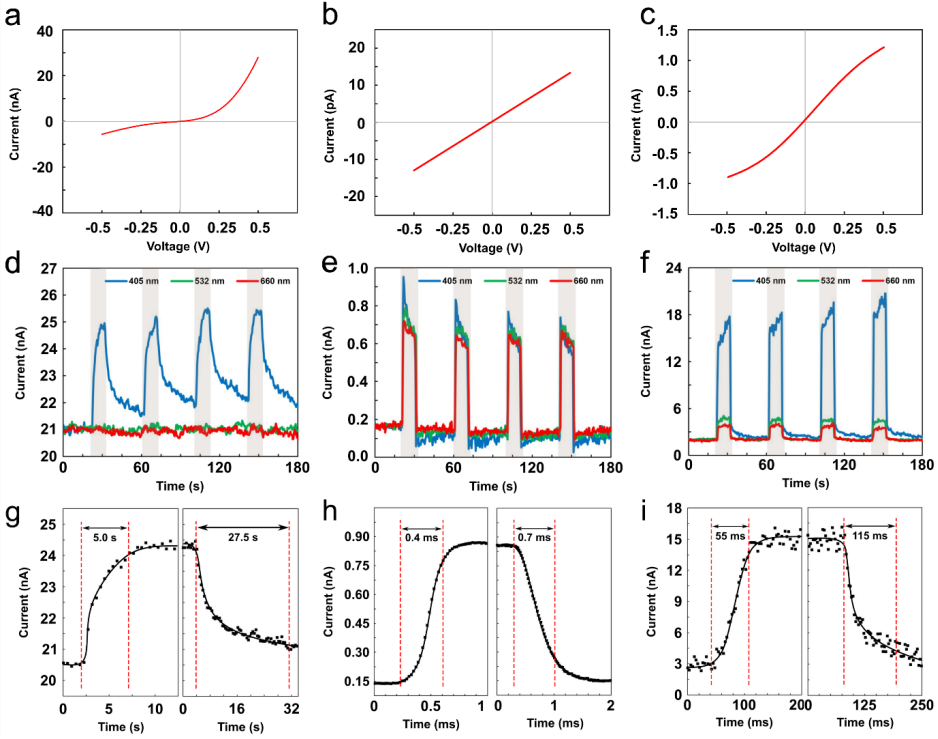 a
40
20
0
-20
-40
Current (nA)
-0.5 -0.25 0.0 0.25 0.5
Voltage (V)
b
20
10
0
-10
-20
Current (pA)
-0.5 -0.25 0.0 0.25 0.5
Voltage (V)
c
1.5
1.0
0.5
0.0
-0.5
-1.0
-1.5
Current (nA)
-0.5 -0.25 0.0 0.25 0.5
Voltage (V)
d
27
26
25
24
23
22
21
20
Current (nA)
405 nm 532 nm 660 nm
0 60 120 180
Time (s)
e
1.0
0.8
0.6
0.4
0.2
0.0
Current (nA)
405 nm 532 nm 660 nm
0 60 120 180
Time (s)
f
24
18
12
6
0
Current (nA)
405 nm 532 nm 660 nm
0 60 120 180
Time (s)
g
25
24
23
22
21
20
Current (nA)
5.0 s
27.5 s
0 5 10 0 16 32
Time (s) Time (s)
h
0.90
0.75
0.60
0.45
0.30
0.15
Current (nA)
0.4 ms
0.7 ms
0 0.5 1 0 1 2
Time (ms) Time (ms)
i
18
15
12
9
6
3
0
Current (nA)
55 ms
115 ms
0 100 200 125 250
Time (ms) Time (ms)